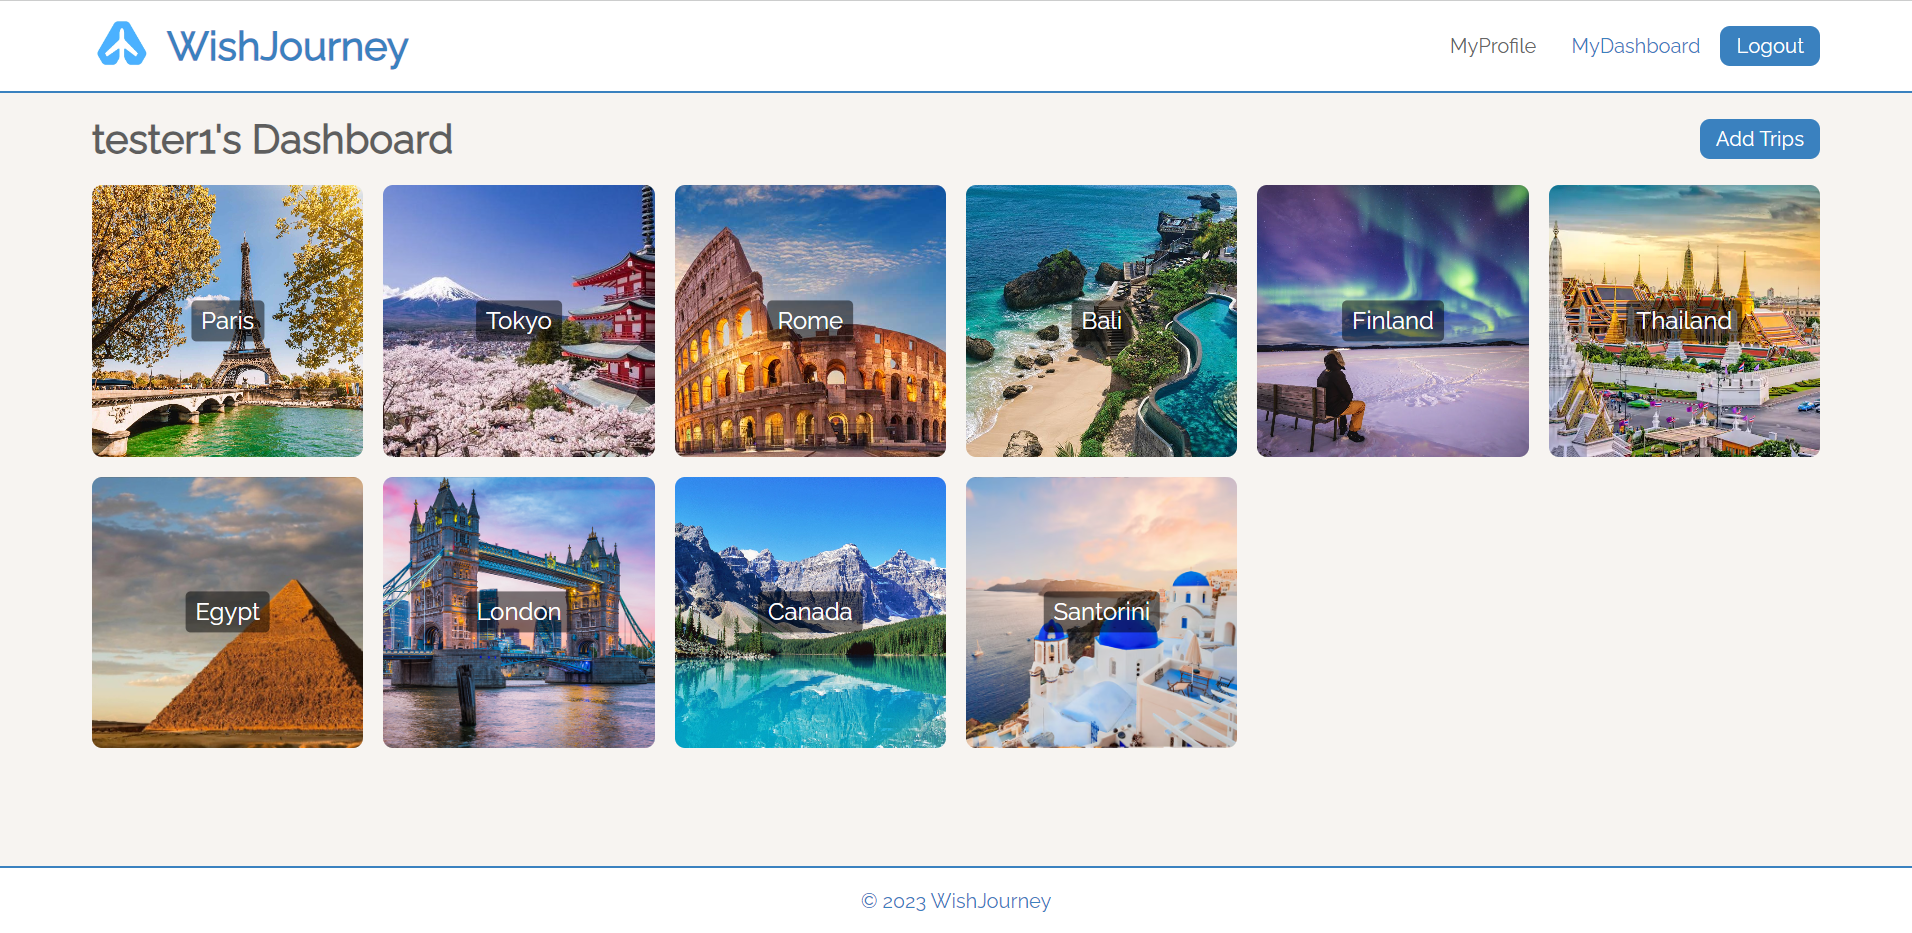 WishJourney
MyProfile
MyDashboard
Logout
tester1's Dashboard
Add Trips
Paris
Tokyo
Rome
Bali
Finland
Thailand
Egypt
London
Canada
Santorini
© 2023 WishJourney